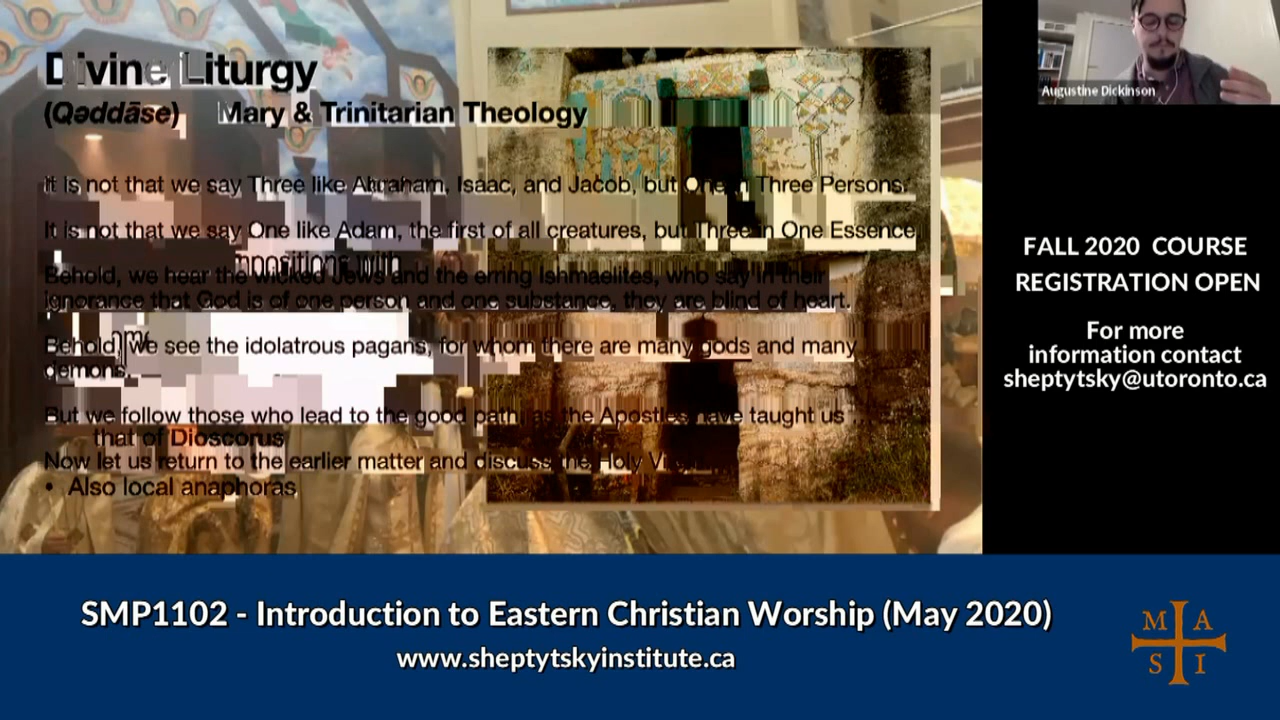 Divine Liturgy
(Qəddāse) Mary & Trinitarian Theology
It is not that we say Three like Abraham, Isaac, and Jacob, but One in Three Persons.
It is not that we say One like Adam, the first of all creatures, but Three in One Essence.
Behold, we hear the wicked Jews and the erring Ishmaelites, who say in their
ignorance that God is of one person and one substance, they are blind of heart.
Behold, we see the idolatrous pagans, for whom there are many gods and many
demons.
But we follow those who lead to the good path, as the Apostles have taught us
that of Dioscorus
Now let us return to the earlier matter and discuss the Holy
• Also local anaphoras
Augustine Dickinson
FALL 2020 COURSE
REGISTRATION OPEN
For more
information contact
sheptytsky@utoronto.ca
SMP1102 - Introduction to Eastern Christian Worship (May 2020)
www.sheptytskyinstitute.ca
M A
S I